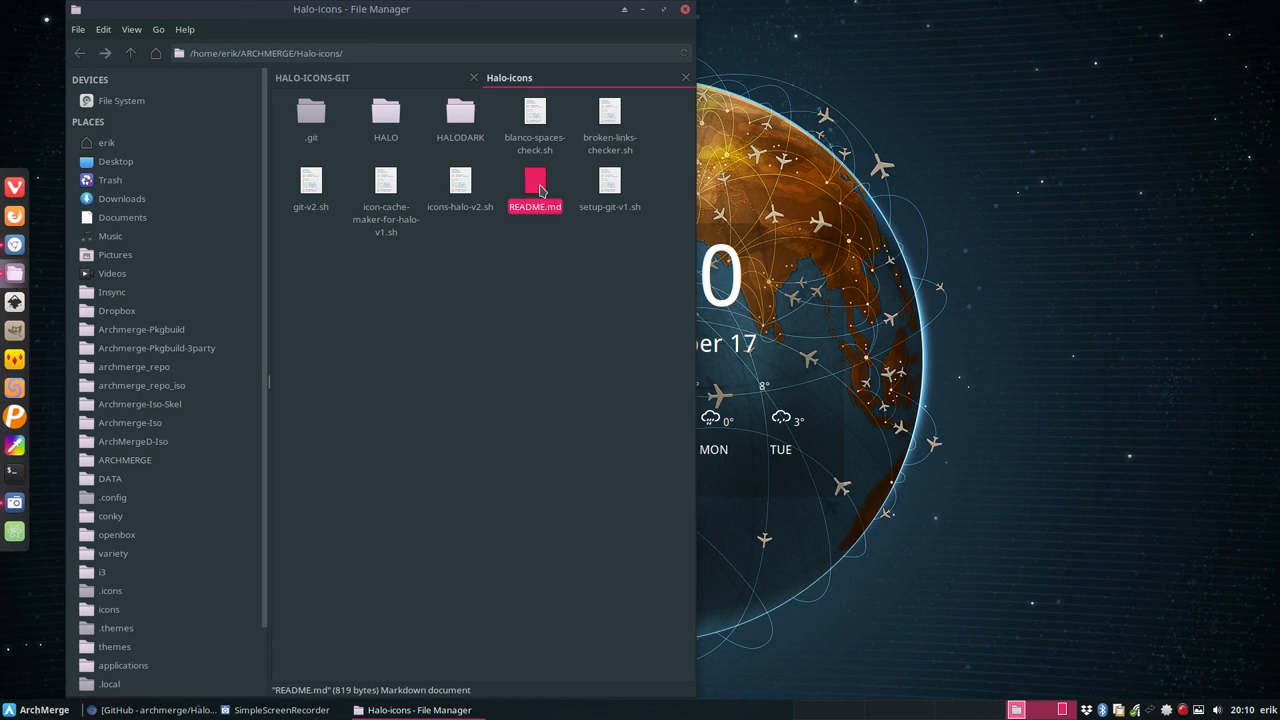 Halo-icons - File Manager
File Edit View Go Help
/home/erik/ARCHMERGE/Halo-icons/
DEVICES
File System
PLACES
erik
Desktop
Trash
Downloads
Documents
Music
Pictures
Videos
Insync
Dropbox
Archmerge-Pkgbuild
Archmerge-Pkgbuild-3party
archmerge_repo
archmerge_repo_iso
Archmerge-Iso-Skel
Archmerge-Iso
ArchMergeD-Iso
ARCHMERGE
DATA
.config
conky
openbox
variety
i3
.icons
icons
.themes
themes
applications
.local
HALO-ICONS-GIT
Halo-icons
.git
HALO
HALODARK
blanco-spaces-
check.sh
broken-links-
checker.sh
git-v2.sh
icon-cache-
maker-for-halo-
v1.sh
icons-halo-v2.sh
README.md
setup-git-v1.sh
"README.md" (819 bytes) Markdown document
0
er 17
° 8°
0° 3°
MON TUE
ArchMerge
[GitHub - archmerge/Halo...
SimpleScreenRecorder
Halo-icons - File Manager
20:10 erik